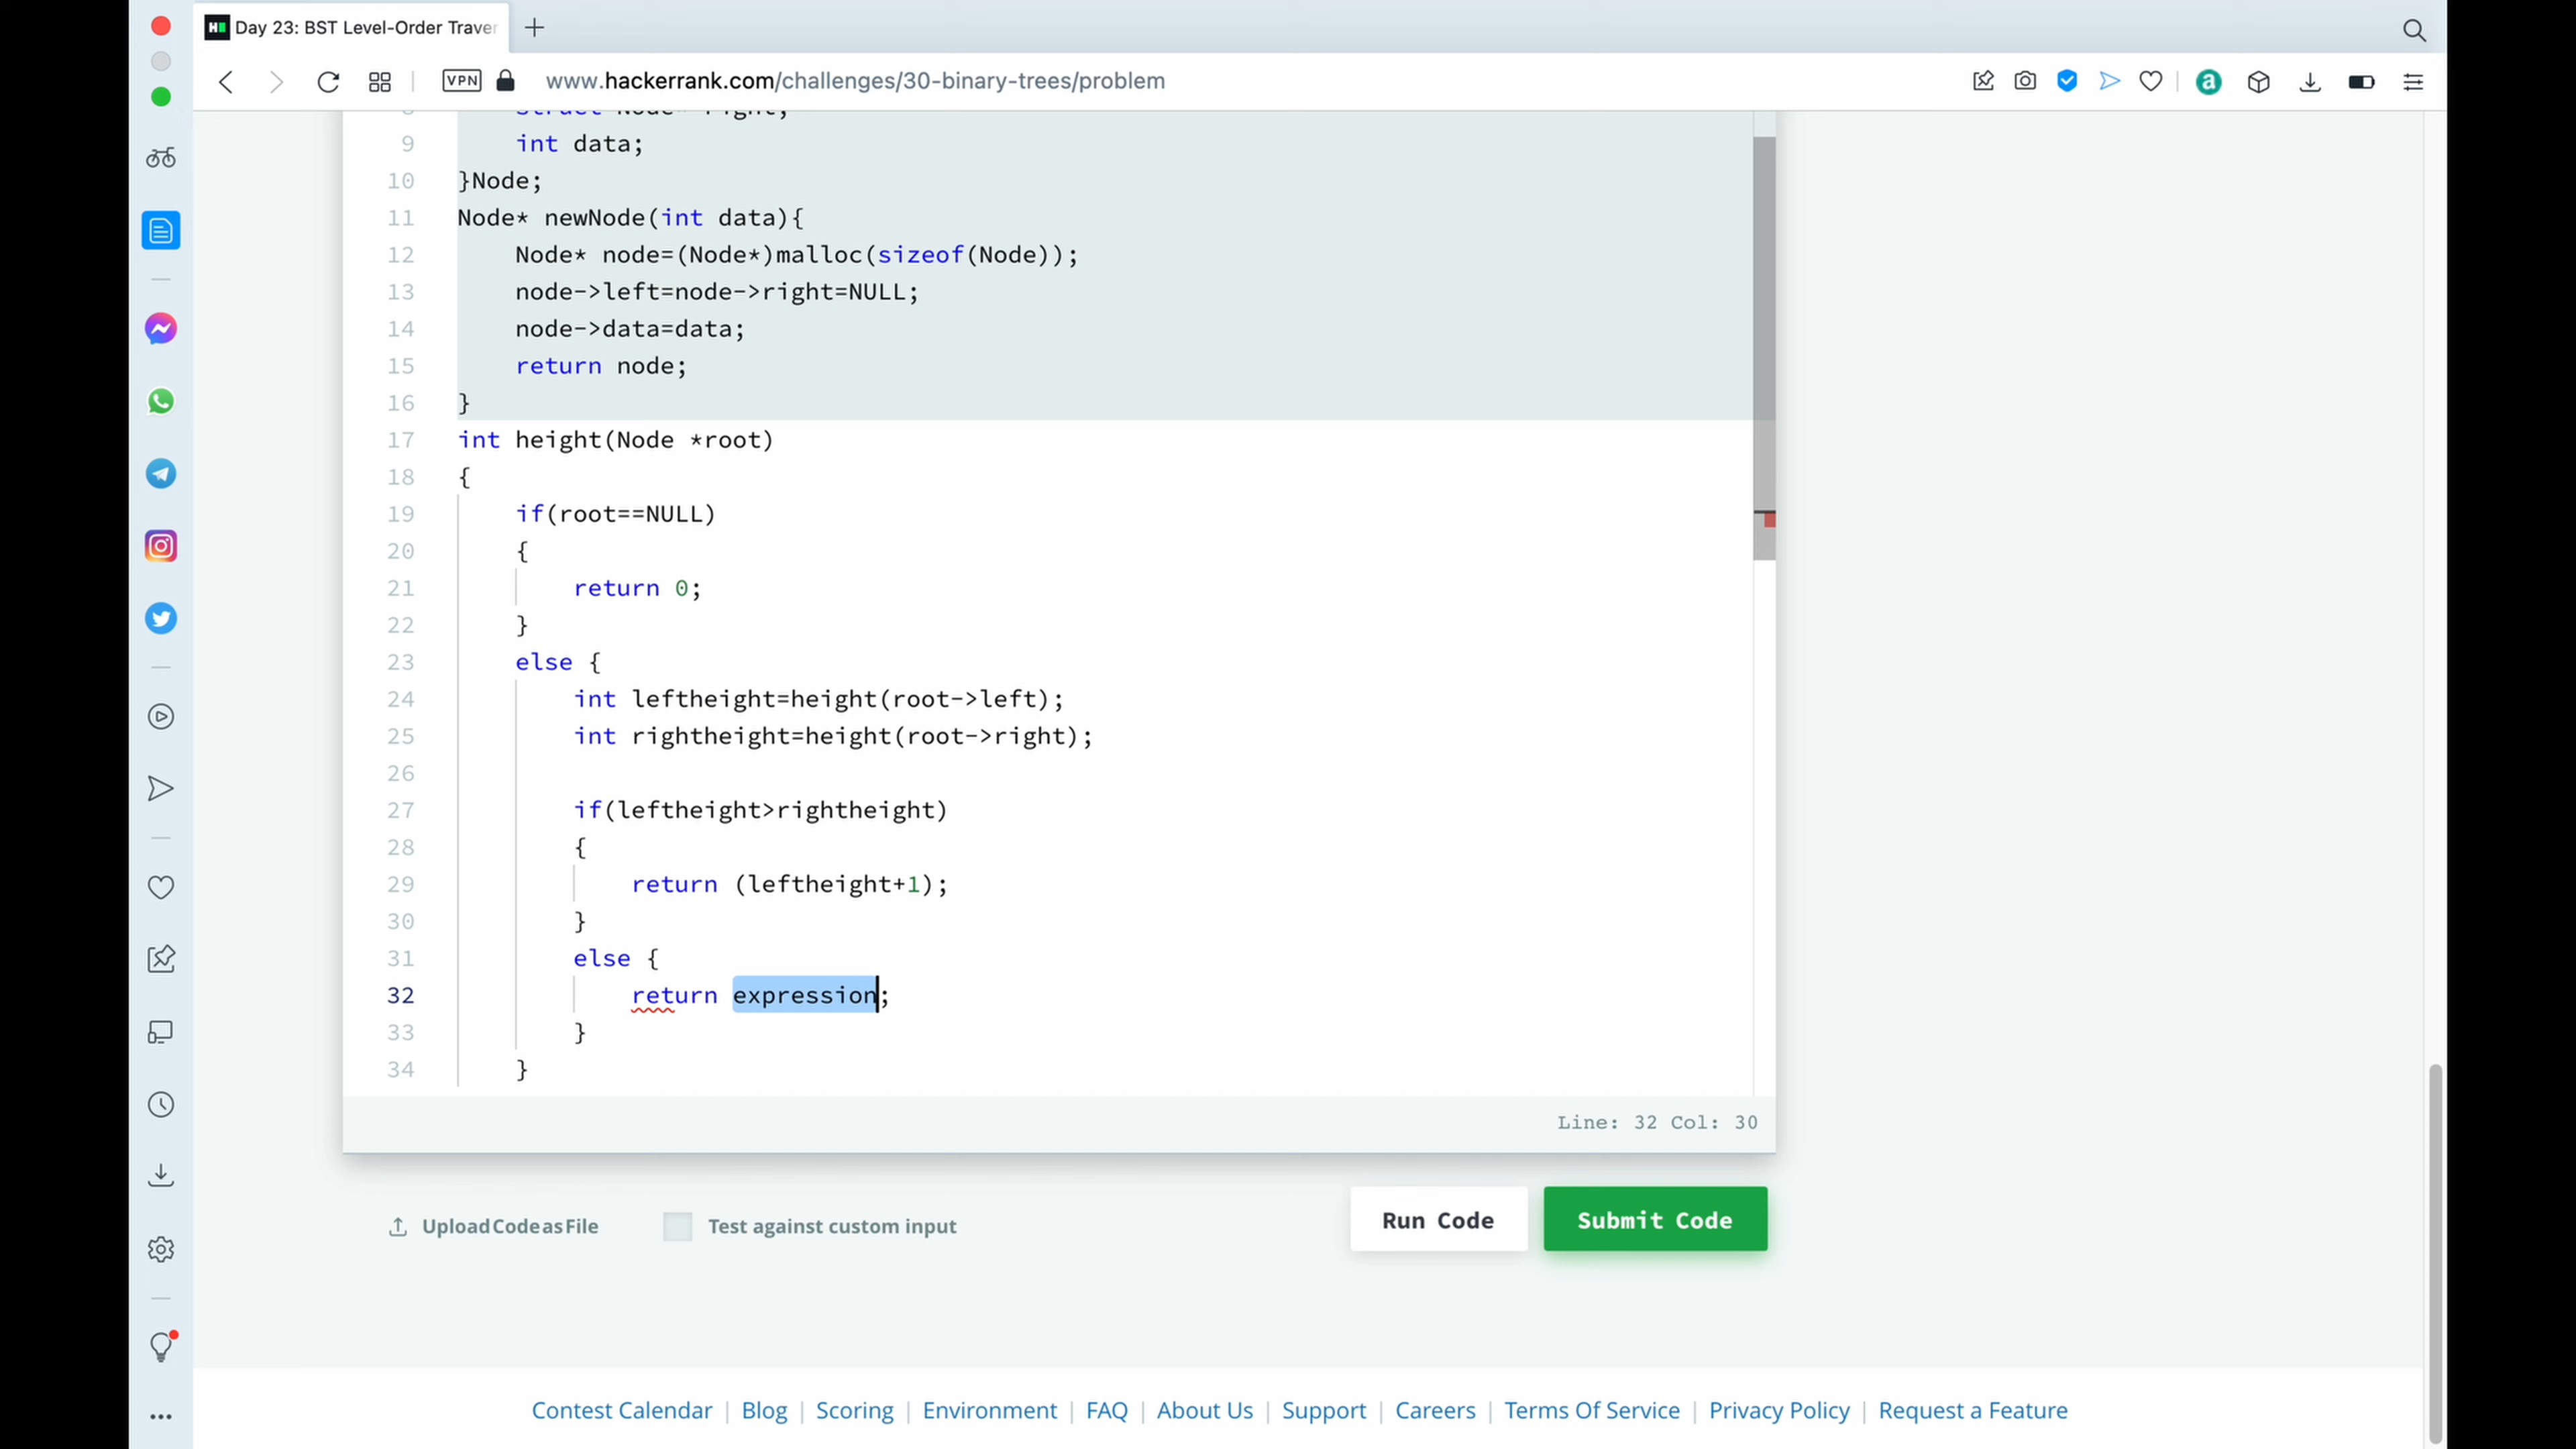 Day 23: BST Level-Order Traver
VPN
www.hackerrank.com/challenges/30-binary-trees/problem
8 struct Node* right;
9 int data;
10 }Node;
11 Node* newNode(int data){
12 Node* node=(Node*)malloc(sizeof(Node));
13 node->left=node->right=NULL;
14 node->data=data;
15 return node;
16 }
17 int height(Node *root)
18 {
19 if(root==NULL)
20 {
21 return 0;
22 }
23 else {
24 int leftheight=height(root->left);
25 int rightheight=height(root->right);
26
27 if(leftheight>rightheight)
28 {
29 return (leftheight+1);
30 }
31 else {
32 return expression;
33 }
34 }
Line: 32 Col: 30
Upload Code as File
Test against custom input
Run Code
Submit Code
Contest Calendar | Blog | Scoring | Environment | FAQ | About Us | Support | Careers | Terms Of Service | Privacy Policy | Request a Feature